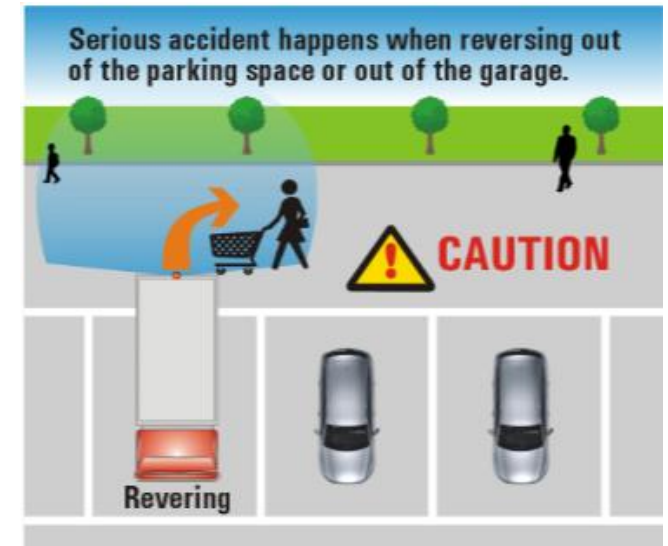 Serious accident happens when reversing out
of the parking space or out of the garage.
CAUTION
Revering